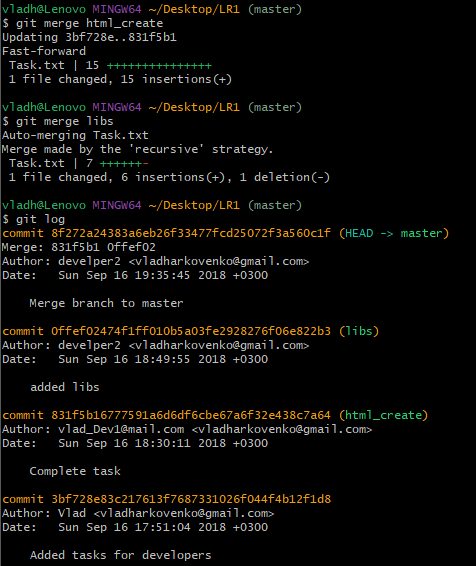 vladh@Lenovo MINGW64 ~/Desktop/LR1 (master)
$ git merge html_create
Updating 3bf728e..831f5b1
Fast-forward
 Task.txt | 15 +++++++++++++++
 1 file changed, 15 insertions(+)
vladh@Lenovo MINGW64 ~/Desktop/LR1 (master)
$ git merge libs
Auto-merging Task.txt
Merge made by the 'recursive' strategy.
 Task.txt | 7 ++++++-
 1 file changed, 6 insertions(+), 1 deletion(-)
vladh@Lenovo MINGW64 ~/Desktop/LR1 (master)
$ git log
commit 8f272a24383a6eb26f33477fcd25072f3a560c1f (HEAD -> master)
Merge: 831f5b1 0ffef02
Author: develper2 <vladharkovenko@gmail.com>
Date:   Sun Sep 16 19:35:45 2018 +0300
    Merge branch to master
commit 0ffef02474f1ff010b5a03fe2928276f06e822b3 (libs)
Author: develper2 <vladharkovenko@gmail.com>
Date:   Sun Sep 16 18:49:55 2018 +0300
    added libs
commit 831f5b16777591a6d6df6cbe67a6f32e438c7a64 (html_create)
Author: vlad_Dev1@mail.com <vladharkovenko@gmail.com>
Date:   Sun Sep 16 18:30:11 2018 +0300
    Complete task
commit 3bf728e83c217613f7687331026f044f4b12f1d8
Author: Vlad <vladharkovenko@gmail.com>
Date:   Sun Sep 16 17:51:04 2018 +0300
    Added tasks for developers